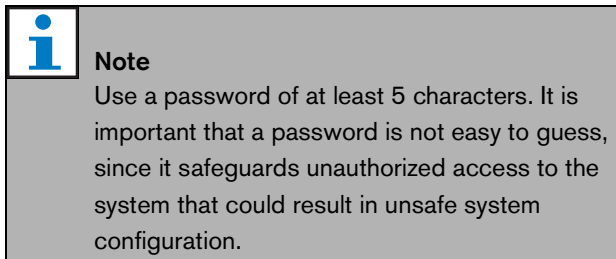 Note
Use a password of at least 5 characters. It is
important that a password is not easy to guess,
since it safeguards unauthorized access to the
system that could result in unsafe system
configuration.